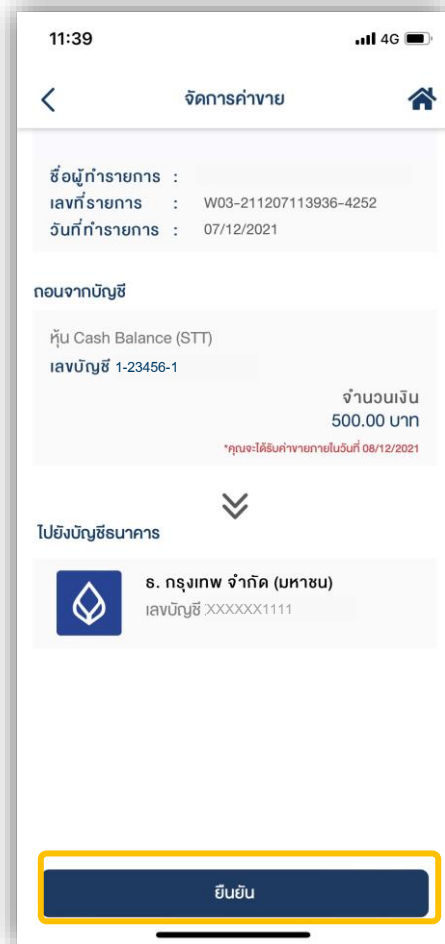 11:39 4G
จัดการค่าขาย
ชื่อผู้ทำรายการ :
เลขที่รายการ : W03-211207113936-4252
วันที่ทำรายการ : 07/12/2021
ถอนจากบัญชี
หุ้น Cash Balance (STT)
เลขบัญชี 1-23456-1
จำนวนเงิน
500.00 บาท
*คุณจะได้รับค่าขายภายในวันที่ 08/12/2021
ไปยังบัญชีธนาคาร
ธ. กรุงเทพ จำกัด (มหาชน)
เลขบัญชี XXXXXX1111
ยืนยัน